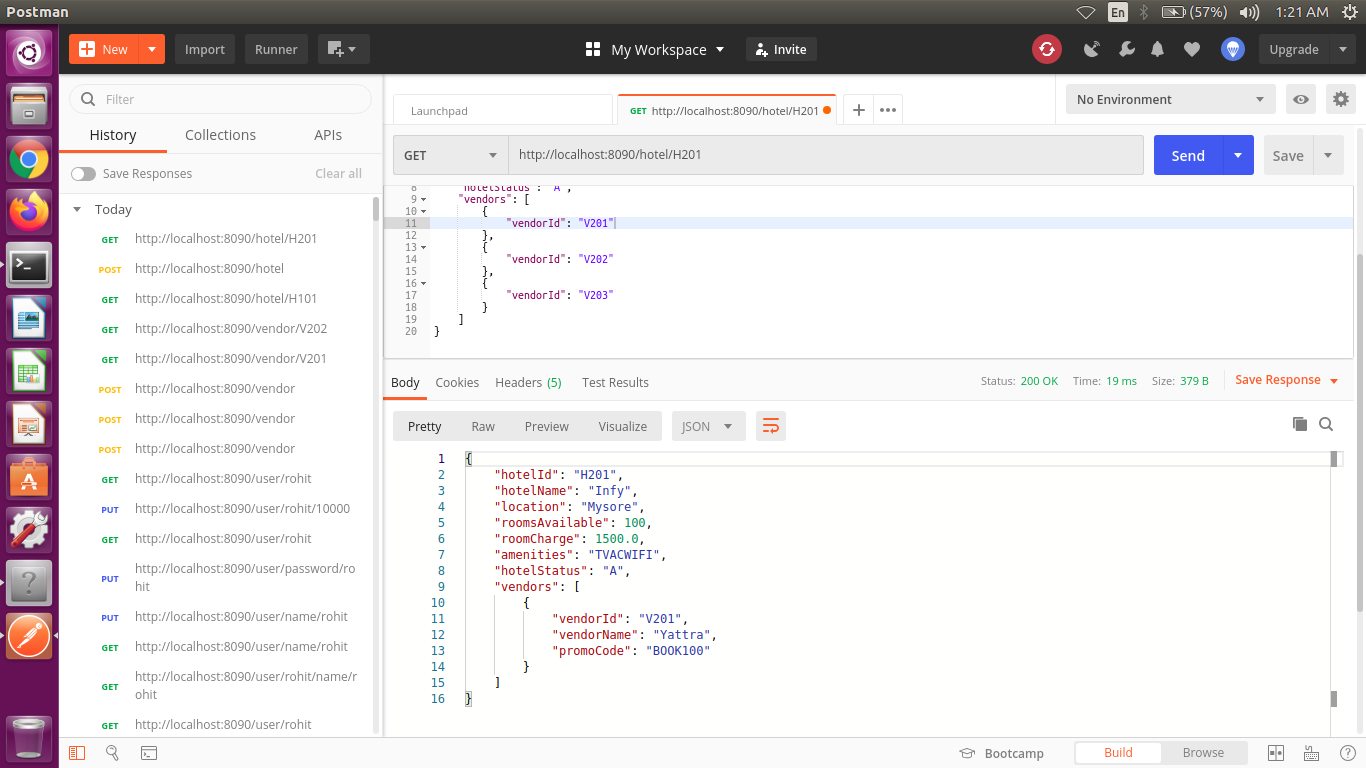 Postman
En
(57%)
1:21 AM
New
Import
Runner
My Workspace
Invite
Upgrade
Filter
History
Collections
APIs
Save Responses
Clear all
Today
GET http://localhost:8090/hotel/H201
POST http://localhost:8090/hotel
GET http://localhost:8090/hotel/H101
GET http://localhost:8090/vendor/V202
GET http://localhost:8090/vendor/V201
POST http://localhost:8090/vendor
POST http://localhost:8090/vendor
POST http://localhost:8090/vendor
GET http://localhost:8090/user/rohit
PUT http://localhost:8090/user/rohit/10000
GET http://localhost:8090/user/rohit
PUT http://localhost:8090/user/password/ro
hit
PUT http://localhost:8090/user/name/rohit
GET http://localhost:8090/user/name/rohit
GET http://localhost:8090/user/rohit/name/r
ohit
GET http://localhost:8090/user/rohit
Launchpad
GET http://localhost:8090/hotel/H201
No Environment
GET
http://localhost:8090/hotel/H201
Send
Save
8 "hotelStatus": "A",
9 "vendors": [
10 {
11 "vendorId": "V201"
12 },
13 {
14 "vendorId": "V202"
15 },
16 {
17 "vendorId": "V203"
18 }
19 ]
20 }
Body
Cookies
Headers (5)
Test Results
Status: 200 OK
Time: 19 ms
Size: 379 B
Save Response
Pretty
Raw
Preview
Visualize
JSON
1 {
2 "hotelId": "H201",
3 "hotelName": "Infy",
4 "location": "Mysore",
5 "roomsAvailable": 100,
6 "roomCharge": 1500.0,
7 "amenities": "TVACWIFI",
8 "hotelStatus": "A",
9 "vendors": [
10 {
11 "vendorId": "V201",
12 "vendorName": "Yattra",
13 "promoCode": "BOOK100"
14 }
15 ]
16 }
Bootcamp
Build
Browse